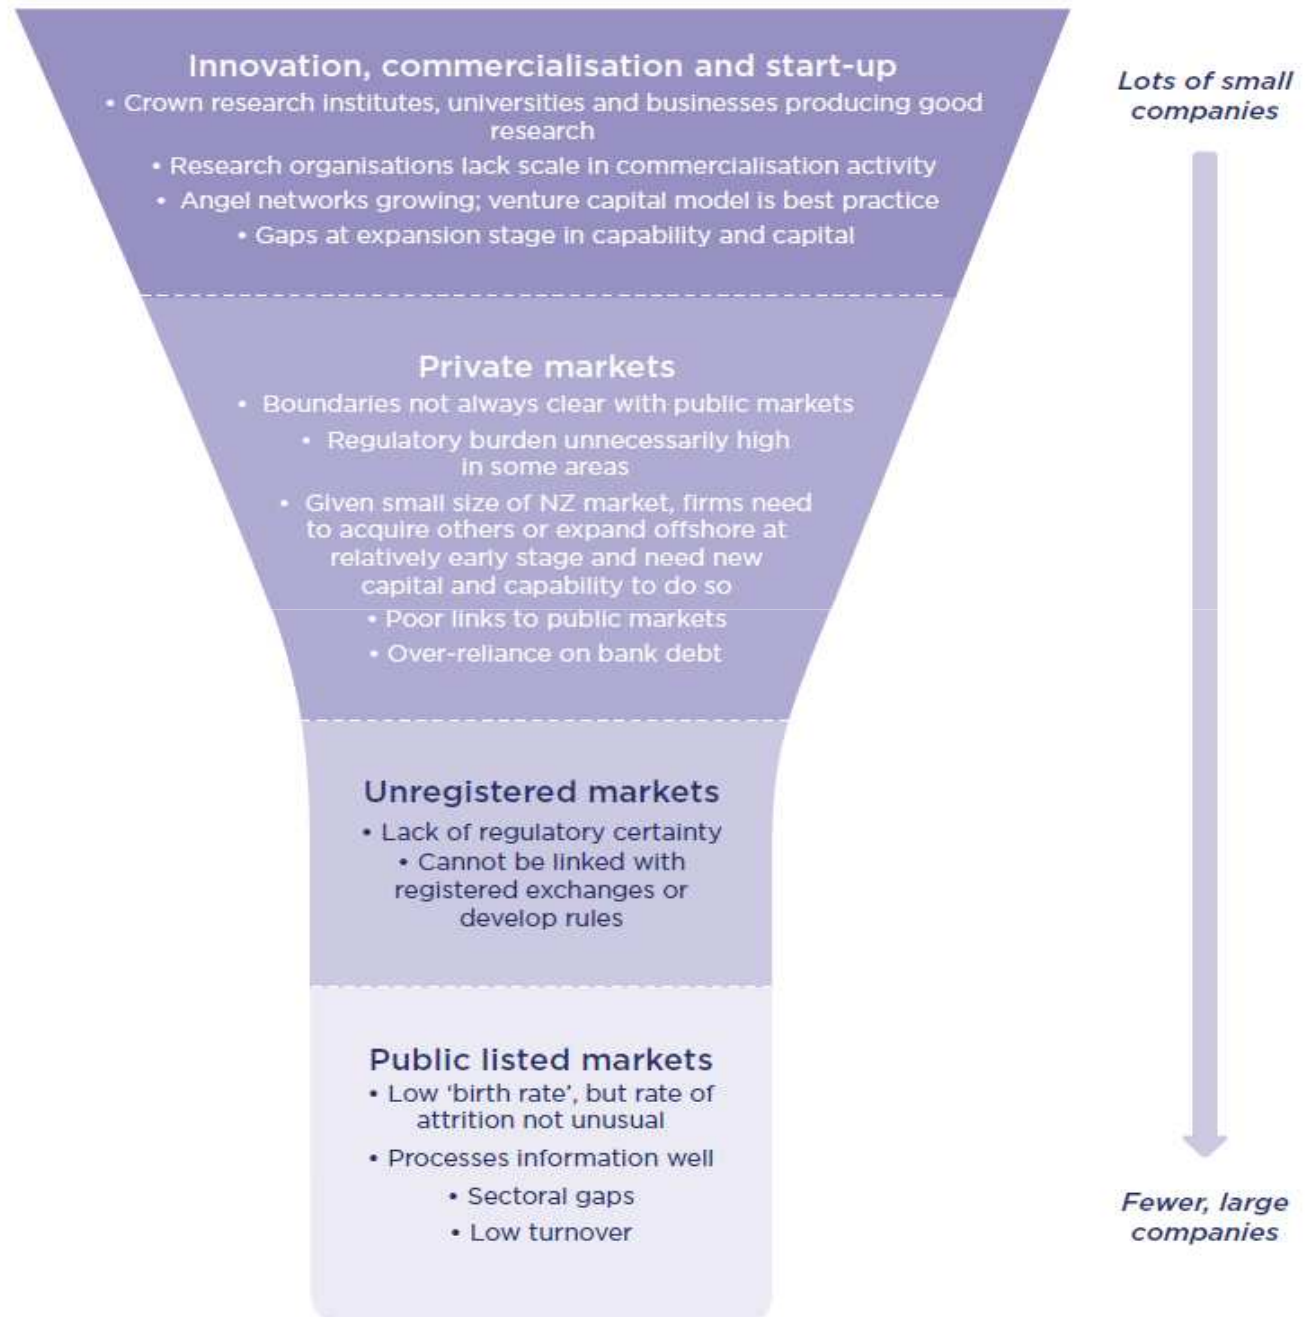 Innovation, commercialisation and start-up
• Crown research institutes, universities and businesses producing good
research
• Research organisations lack scale in commercialisation activity
• Angel networks growing; venture capital model is best practice
• Gaps at expansion stage in capability and capital
Private markets
• Boundaries not always clear with public markets
• Regulatory burden unnecessarily high
in some areas
• Given small size of NZ market, firms need
to acquire others or expand offshore at
relatively early stage and need new
capital and capability to do so
• Poor links to public markets
• Over-reliance on bank debt
Unregistered markets
• Lack of regulatory certainty
• Cannot be linked with
registered exchanges or
develop rules
Public listed markets
• Low ‘birth rate’, but rate of
attrition not unusual
• Processes information well
• Sectoral gaps
• Low turnover
Lots of small
companies
Fewer, large
companies